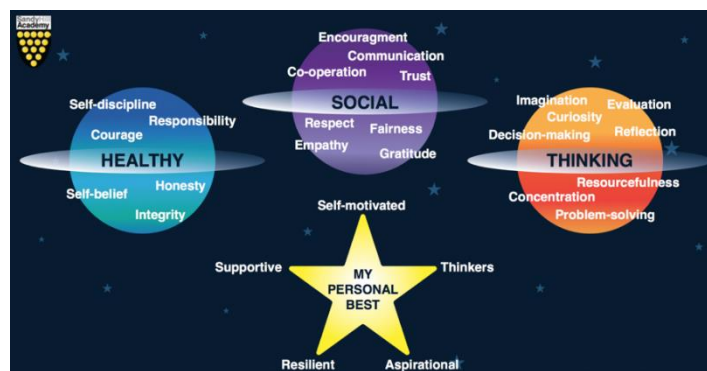 Sandy Hill
Academy
Encouragment
Communication
Co-operation
Trust
SOCIAL
Respect
Fairness
Empathy
Gratitude
Self-discipline
Responsibility
Courage
HEALTHY
Self-belief
Honesty
Integrity
Imagination
Evaluation
Curiosity
Decision-making
Reflection
THINKING
Resourcefulness
Concentration
Problem-solving
Self-motivated
Supportive
Thinkers
MY
PERSONAL
BEST
Resilient
Aspirational